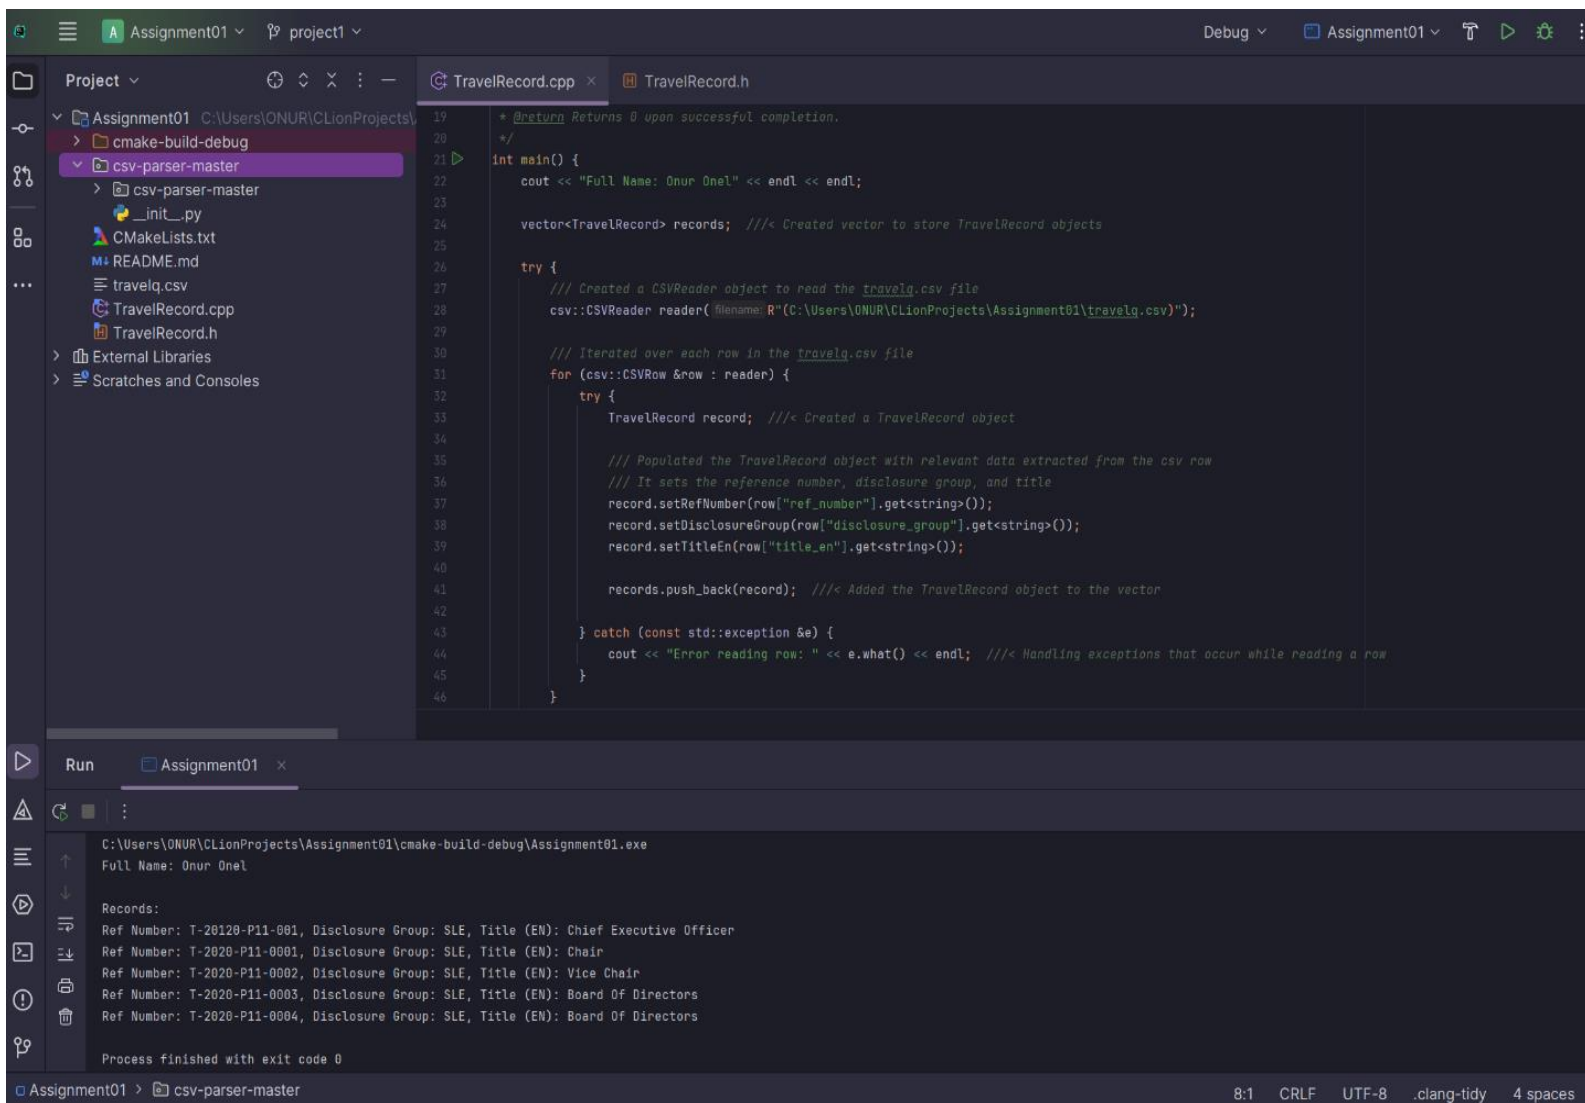 A Assignment01 project1 Debug Assignment01
Project
Assignment01 C:\Users\ONUR\CLionProjects\
cmake-build-debug
csv-parser-master
csv-parser-master
__init__.py
CMakeLists.txt
README.md
travelq.csv
TravelRecord.cpp
TravelRecord.h
External Libraries
Scratches and Consoles
TravelRecord.cpp × TravelRecord.h
19 * @return Returns 0 upon successful completion.
20 */
21 int main() {
22 cout << "Full Name: Onur Onel" << endl << endl;
23
24 vector<TravelRecord> records; ///< Created vector to store TravelRecord objects
25
26 try {
27 /// Created a CSVReader object to read the travelq.csv file
28 csv::CSVReader reader( filename: R"(C:\Users\ONUR\CLionProjects\Assignment01\travelq.csv)");
29
30 /// Iterated over each row in the travelq.csv file
31 for (csv::CSVRow &row : reader) {
32 try {
33 TravelRecord record; ///< Created a TravelRecord object
34
35 /// Populated the TravelRecord object with relevant data extracted from the csv row
36 /// It sets the reference number, disclosure group, and title
37 record.setRefNumber(row["ref_number"].get<string>());
38 record.setDisclosureGroup(row["disclosure_group"].get<string>());
39 record.setTitleEn(row["title_en"].get<string>());
40
41 records.push_back(record); ///< Added the TravelRecord object to the vector
42
43 } catch (const std::exception &e) {
44 cout << "Error reading row: " << e.what() << endl; ///< Handling exceptions that occur while reading a row
45 }
46 }
Run Assignment01 ×
C:\Users\ONUR\CLionProjects\Assignment01\cmake-build-debug\Assignment01.exe
Full Name: Onur Onel
Records:
Ref Number: T-20120-P11-001, Disclosure Group: SLE, Title (EN): Chief Executive Officer
Ref Number: T-2020-P11-0001, Disclosure Group: SLE, Title (EN): Chair
Ref Number: T-2020-P11-0002, Disclosure Group: SLE, Title (EN): Vice Chair
Ref Number: T-2020-P11-0003, Disclosure Group: SLE, Title (EN): Board Of Directors
Ref Number: T-2020-P11-0004, Disclosure Group: SLE, Title (EN): Board Of Directors
Process finished with exit code 0
Assignment01 > csv-parser-master 8:1 CRLF UTF-8 .clang-tidy 4 spaces